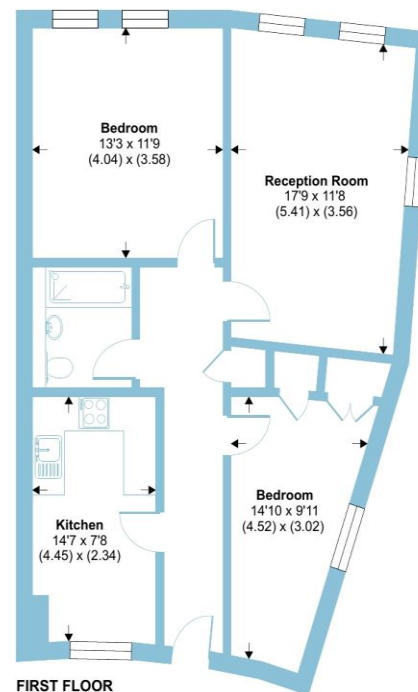 Bedroom
13'3 x 11'9
(4.04) x (3.58)
Reception Room
17'9 x 11'8
(5.41) x (3.56)
Kitchen
14'7 x 7'8
(4.45) x (2.34)
Bedroom
14'10 x 9'11
(4.52) x (3.02)
FIRST FLOOR